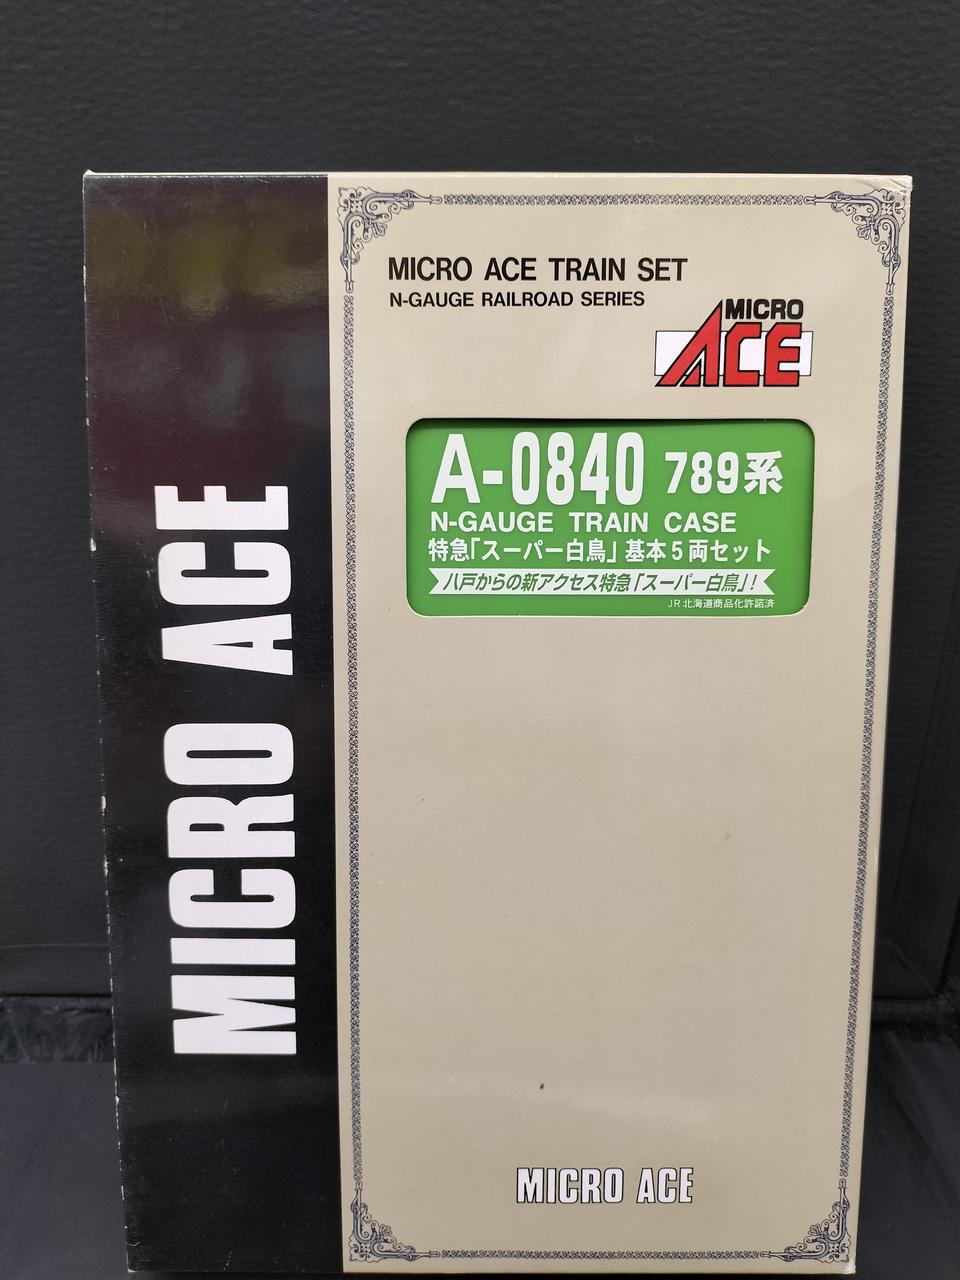 MICRO ACE
MICRO ACE TRAIN SET
N-GAUGE RAILROAD SERIES
MICRO
ACE
A-0840 789系
N-GAUGE TRAIN CASE
特急「スーパー白鳥」基本5両セット
八戸からの新アクセス特急「スーパー白鳥」!
JR北海道商品化許諾済
MICRO ACE